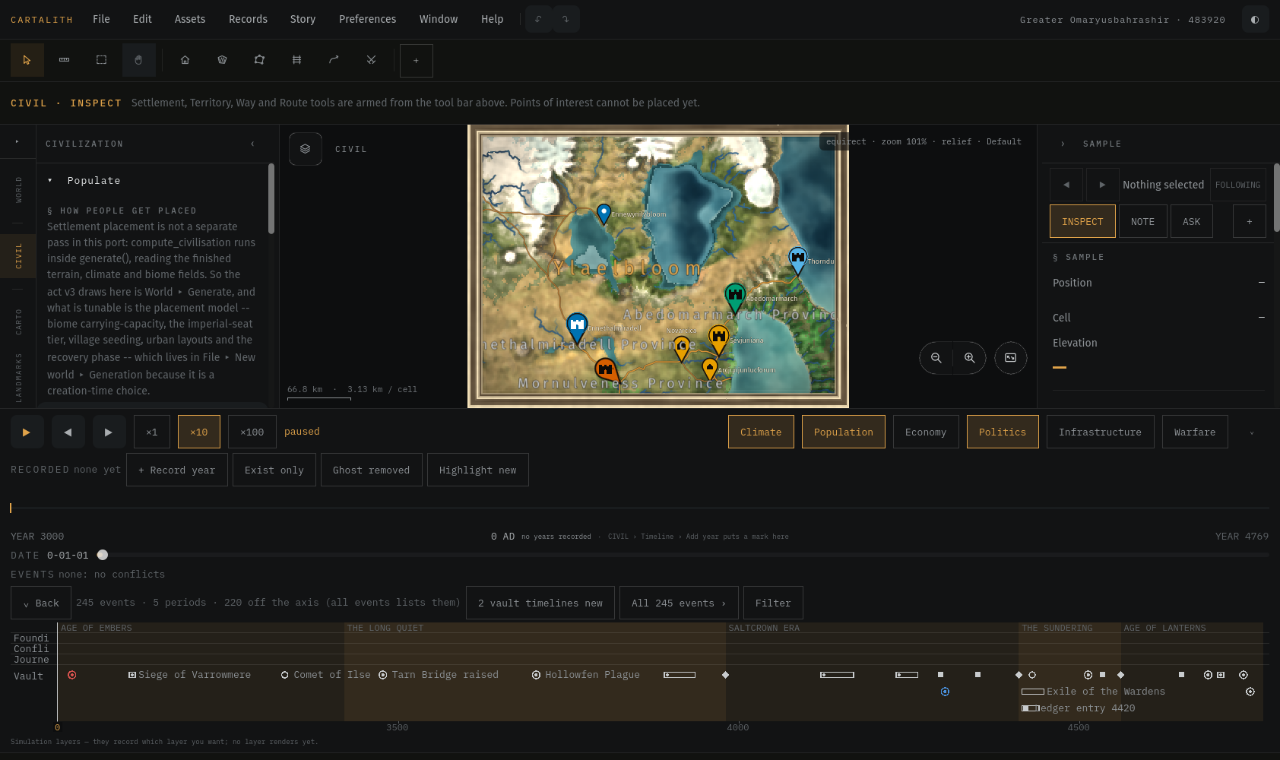 CARTALITH File Edit Assets Records Story Preferences Window Help
Greater Omaryusbahrashir · 483920
CIVIL · INSPECT Settlement, Territory, Way and Route tools are armed from the tool bar above. Points of interest cannot be placed yet.
WORLD
CIVIL
CARTO
LANDMARKS
CIVILIZATION
Populate
§ HOW PEOPLE GET PLACED
Settlement placement is not a separate
pass in this port: compute_civilisation runs
inside generate(), reading the finished
terrain, climate and biome fields. So the
act v3 draws here is World ▸ Generate, and
what is tunable is the placement model --
biome carrying-capacity, the imperial-seat
tier, village seeding, urban layouts and the
recovery phase -- which lives in File ▸ New
world ▸ Generation because it is a
creation-time choice.
CIVIL
equirect · zoom 101% · relief · Default
Ylaelbloom
Thorndu
Abedomarmarch
Abedomarmarch Provinc
Mornulveness Province
66.8 km · 3.13 km / cell
SAMPLE
Nothing selected
FOLLOWING
INSPECT NOTE ASK +
§ SAMPLE
Position —
Cell —
Elevation
×1 ×10 ×100 paused
Climate Population Economy Politics Infrastructure Warfare
RECORDED none yet + Record year Exist only Ghost removed Highlight new
YEAR 3000 0 AD no years recorded · CIVIL › Timeline › Add year puts a mark here YEAR 4769
DATE 0-01-01
EVENTS none: no conflicts
⌄ Back 245 events · 5 periods · 220 off the axis (all events lists them) 2 vault timelines new All 245 events › Filter
AGE OF EMBERS THE LONG QUIET SALTCROWN ERA THE SUNDERING AGE OF LANTERNS
Foundi
Confli
Journe
Vault Siege of Varrowmere Comet of Ilse Tarn Bridge raised Hollowfen Plague
Exile of the Wardens
edger entry 4420
0 3500 4000 4500
Simulation layers — they record which layer you want; no layer renders yet.